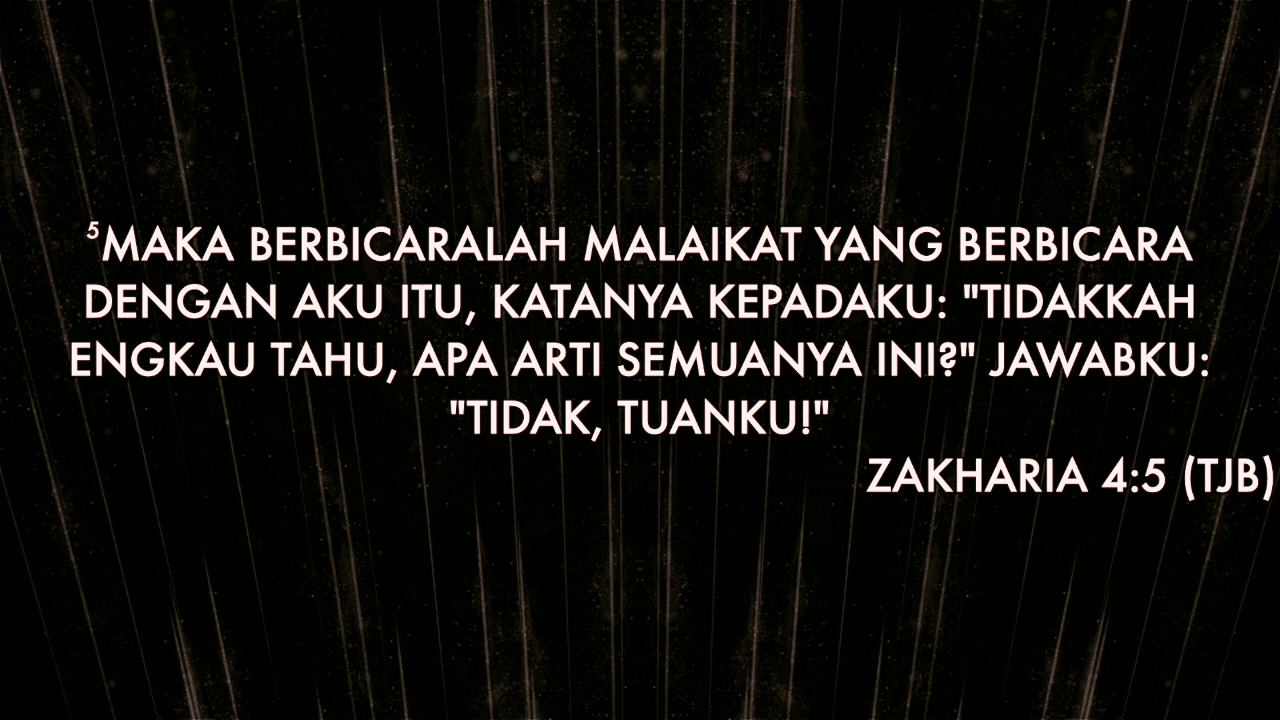 ⁵MAKA BERBICARALAH MALAIKAT YANG BERBICARA
DENGAN AKU ITU, KATANYA KEPADAKU: "TIDAKKAH
ENGKAU TAHU, APA ARTI SEMUANYA INI?" JAWABKU:
"TIDAK, TUANKU!"
ZAKHARIA 4:5 (TJB)